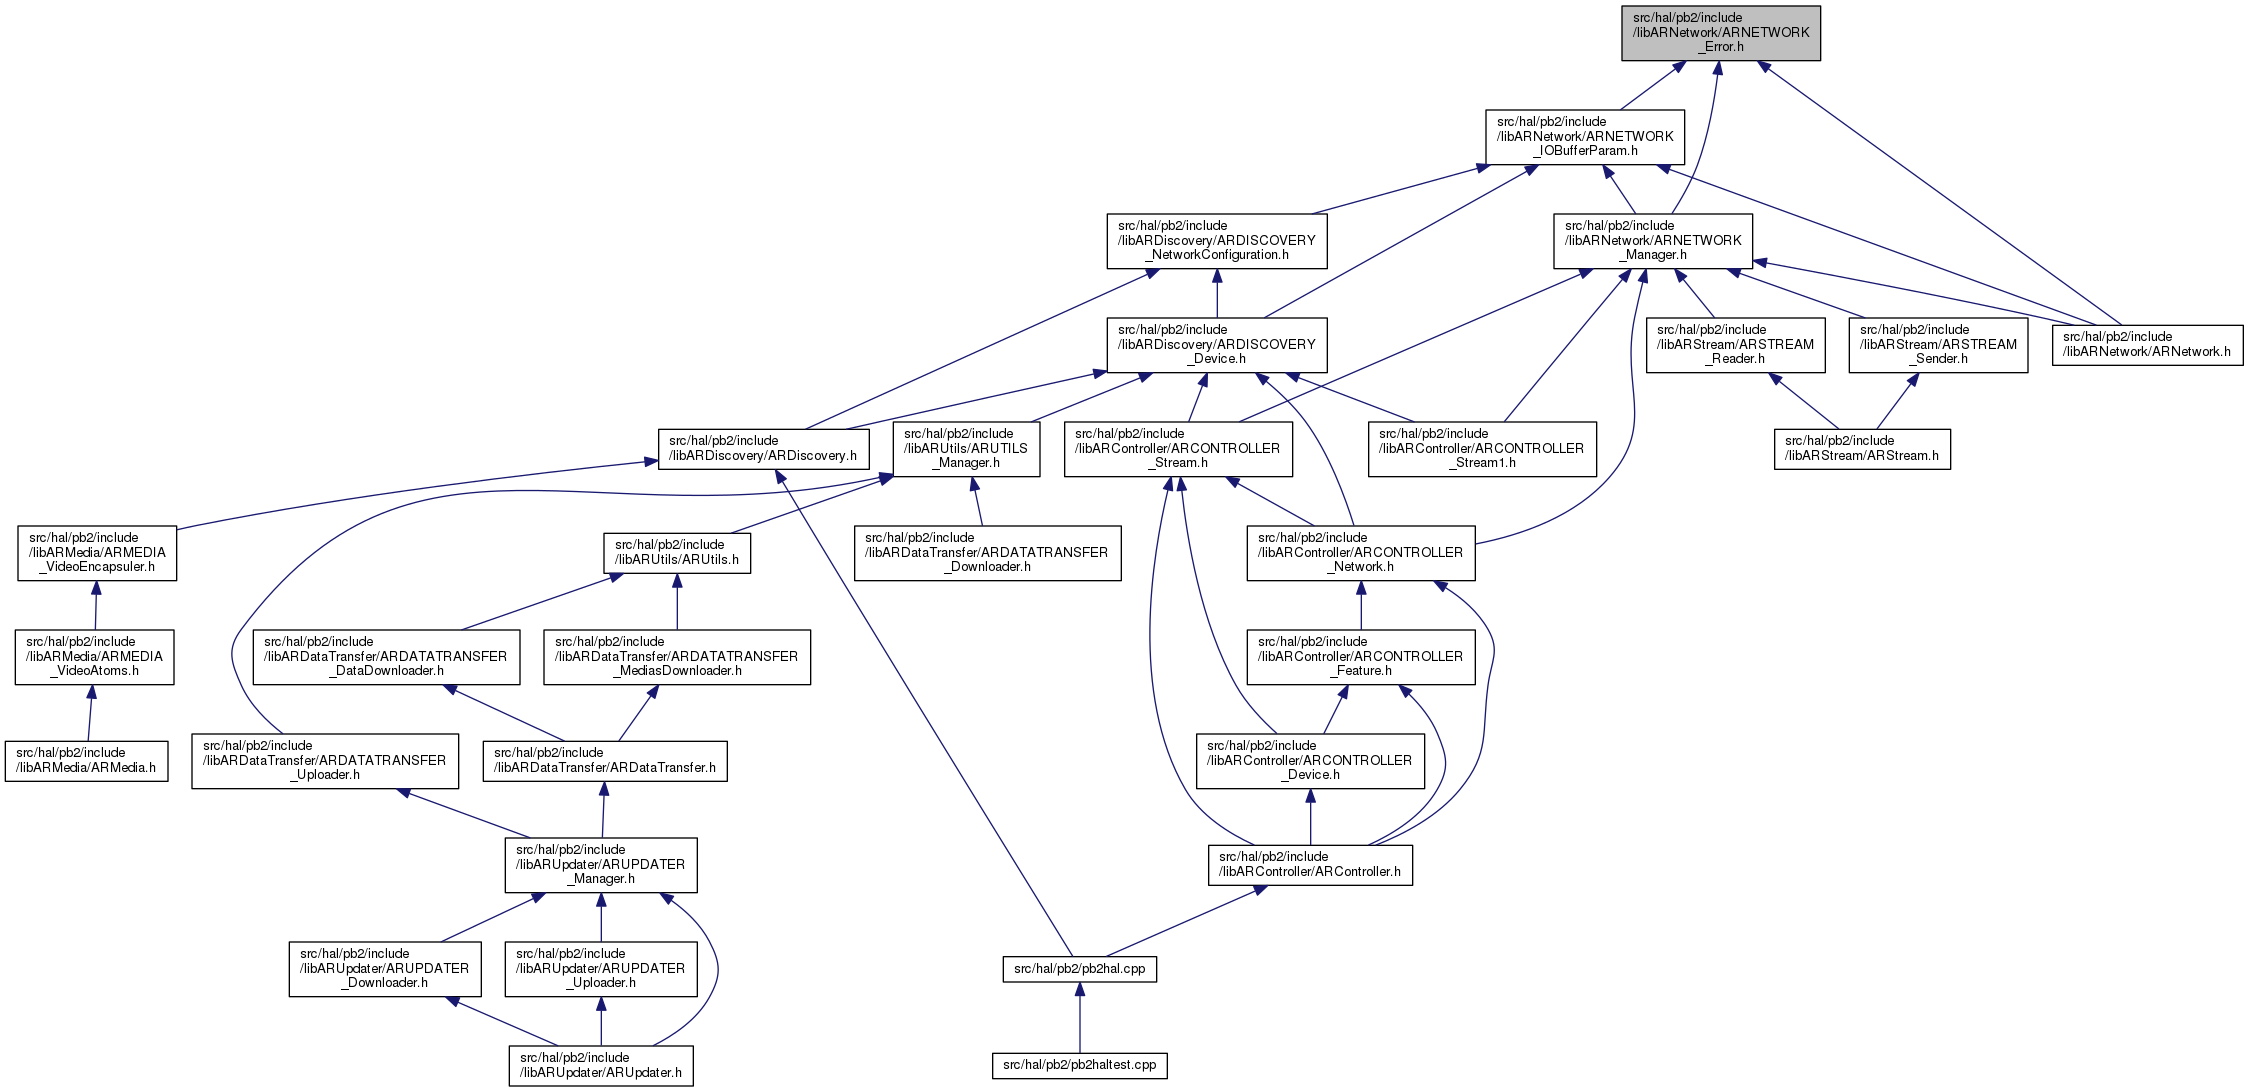 src/hal/pb2/include
/libARNetwork/ARNETWORK
_Error.h
src/hal/pb2/include
/libARNetwork/ARNETWORK
_IOBufferParam.h
src/hal/pb2/include
/libARDiscovery/ARDISCOVERY
_NetworkConfiguration.h
src/hal/pb2/include
/libARNetwork/ARNETWORK
_Manager.h
src/hal/pb2/include
/libARDiscovery/ARDISCOVERY
_Device.h
src/hal/pb2/include
/libARStream/ARSTREAM
_Reader.h
src/hal/pb2/include
/libARStream/ARSTREAM
_Sender.h
src/hal/pb2/include
/libARNetwork/ARNetwork.h
src/hal/pb2/include
/libARDiscovery/ARDiscovery.h
src/hal/pb2/include
/libARUtils/ARUTILS
_Manager.h
src/hal/pb2/include
/libARController/ARCONTROLLER
_Stream.h
src/hal/pb2/include
/libARController/ARCONTROLLER
_Stream1.h
src/hal/pb2/include
/libARStream/ARStream.h
src/hal/pb2/include
/libARMedia/ARMEDIA
_VideoEncapsuler.h
src/hal/pb2/include
/libARUtils/ARUtils.h
src/hal/pb2/include
/libARDataTransfer/ARDATATRANSFER
_Downloader.h
src/hal/pb2/include
/libARController/ARCONTROLLER
_Network.h
src/hal/pb2/include
/libARMedia/ARMEDIA
_VideoAtoms.h
src/hal/pb2/include
/libARDataTransfer/ARDATATRANSFER
_DataDownloader.h
src/hal/pb2/include
/libARDataTransfer/ARDATATRANSFER
_MediasDownloader.h
src/hal/pb2/include
/libARController/ARCONTROLLER
_Feature.h
src/hal/pb2/include
/libARMedia/ARMedia.h
src/hal/pb2/include
/libARDataTransfer/ARDATATRANSFER
_Uploader.h
src/hal/pb2/include
/libARDataTransfer/ARDataTransfer.h
src/hal/pb2/include
/libARController/ARCONTROLLER
_Device.h
src/hal/pb2/include
/libARUpdater/ARUPDATER
_Manager.h
src/hal/pb2/include
/libARController/ARController.h
src/hal/pb2/include
/libARUpdater/ARUPDATER
_Downloader.h
src/hal/pb2/include
/libARUpdater/ARUPDATER
_Uploader.h
src/hal/pb2/pb2hal.cpp
src/hal/pb2/include
/libARUpdater/ARUpdater.h
src/hal/pb2/pb2haltest.cpp